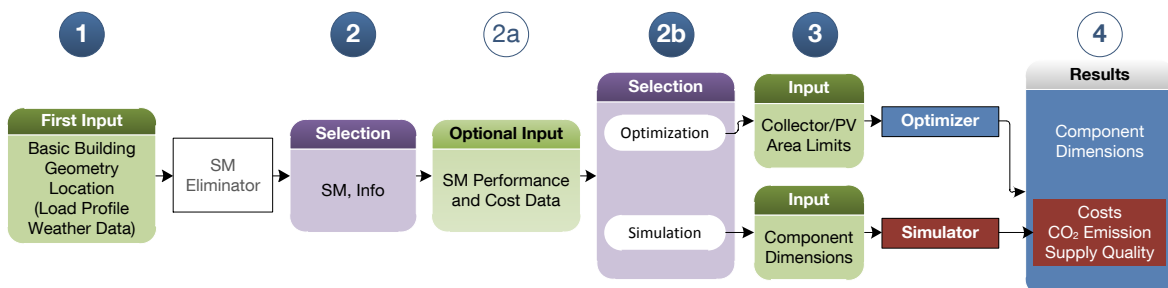 1
2
2a
2b
3
4
First Input
Basic Building
Geometry
Location
(Load Profile
Weather Data)
SM
Eliminator
Selection
SM, Info
Optional Input
SM Performance
and Cost Data
Selection
Optimization
Simulation
Input
Collector/PV
Area Limits
Optimizer
Input
Component
Dimensions
Simulator
Results
Component
Dimensions
Costs
CO₂ Emission
Supply Quality